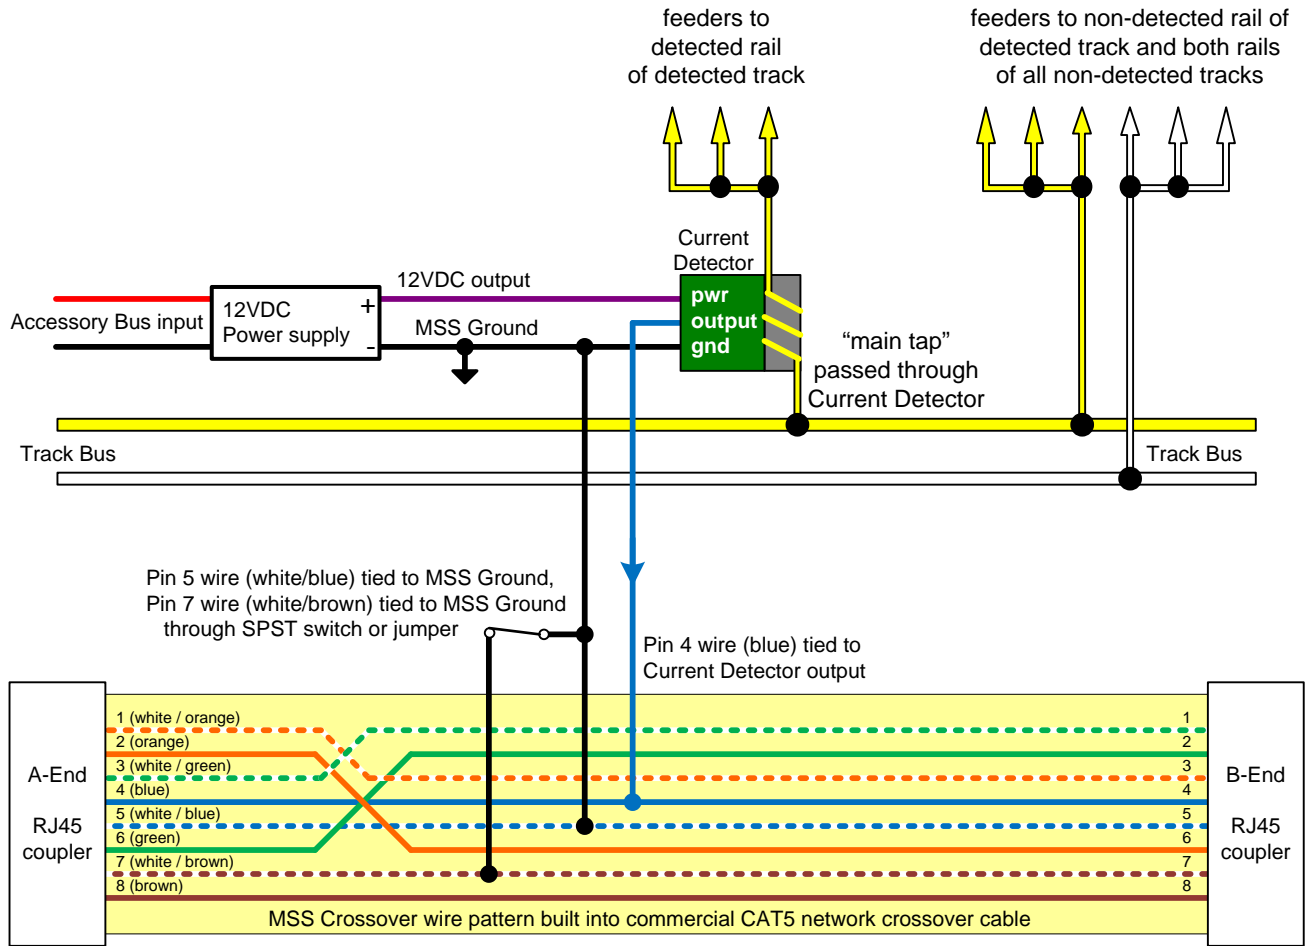 feeders to
detected rail
of detected track
feeders to non-detected rail of
detected track and both rails
of all non-detected tracks
Current
Detector
12VDC output
pwr
12VDC
Power supply
+
-
Accessory Bus input
output
MSS Ground
gnd
“main tap”
passed through
Current Detector
Track Bus
Track Bus
Pin 5 wire (white/blue) tied to MSS Ground,
Pin 7 wire (white/brown) tied to MSS Ground
through SPST switch or jumper
Pin 4 wire (blue) tied to
Current Detector output
A-End
RJ45
coupler
1 (white / orange)
2 (orange)
3 (white / green)
4 (blue)
5 (white / blue)
6 (green)
7 (white / brown)
8 (brown)
1
2
3
4
5
6
7
8
B-End
RJ45
coupler
MSS Crossover wire pattern built into commercial CAT5 network crossover cable